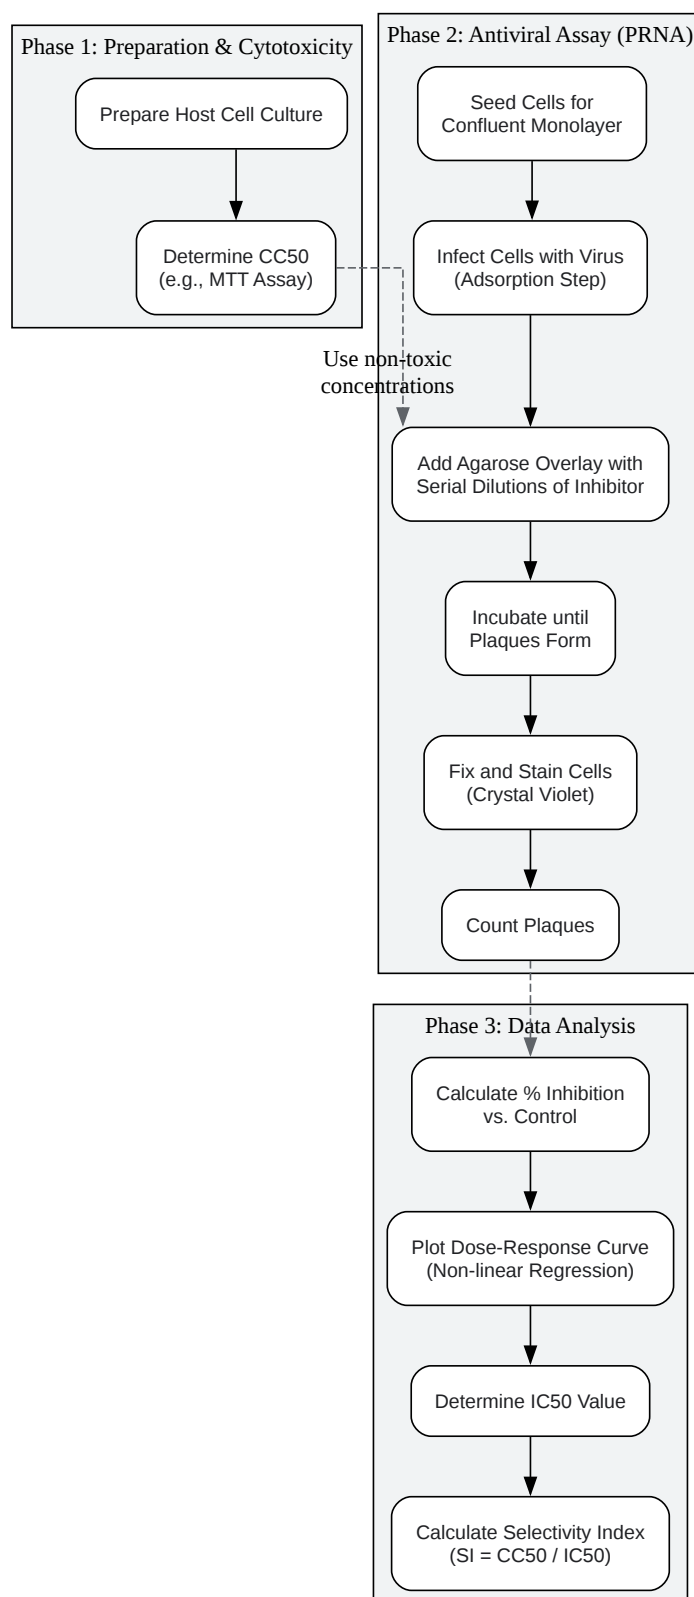 Phase 1: Preparation & Cytotoxicity
Prepare Host Cell Culture
Determine CC50
(e.g., MTT Assay)
Use non-toxic
concentrations
Phase 2: Antiviral Assay (PRNA)
Seed Cells for
Confluent Monolayer
Infect Cells with Virus
(Adsorption Step)
Add Agarose Overlay with
Serial Dilutions of Inhibitor
Incubate until
Plaques Form
Fix and Stain Cells
(Crystal Violet)
Count Plaques
Phase 3: Data Analysis
Calculate % Inhibition
vs. Control
Plot Dose-Response Curve
(Non-linear Regression)
Determine IC50 Value
Calculate Selectivity Index
(SI = CC50 / IC50)